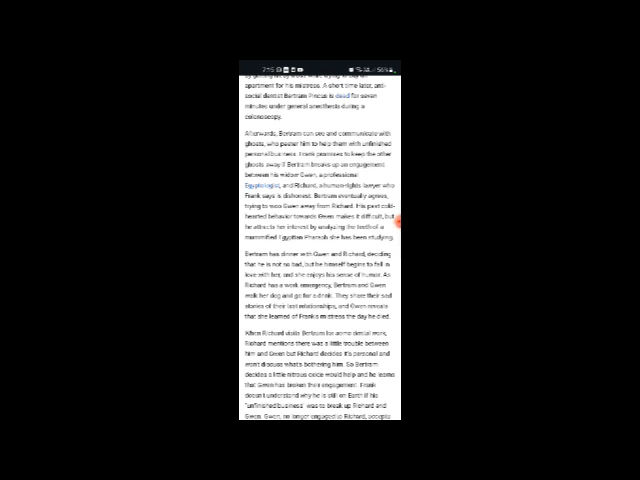 7:15
56%
apartment for his mistress. A short time later, anti-
social dentist Bertram Pincus is dead for seven
minutes under general anesthesia during a
colonoscopy.
Afterwards, Bertram can see and communicate with
ghosts, who pester him to help them with unfinished
personal business. Frank promises to keep the other
ghosts away if Bertram breaks up an engagement
between his widow Gwen, a professional
Egyptologist, and Richard, a human-rights lawyer who
Frank says is dishonest. Bertram eventually agrees,
trying to woo Gwen away from Richard. His past cold-
hearted behavior towards Gwen makes it difficult, but
he attracts her interest by analyzing the teeth of a
mummified Egyptian Pharaoh she has been studying.
Bertram has dinner with Gwen and Richard, deciding
that he is not so bad, but he himself begins to fall in
love with her, and she enjoys his sense of humor. As
Richard has a work emergency, Bertram and Gwen
walk her dog and go for a drink. They share their sad
stories of their last relationships, and Gwen reveals
that she learned of Frank's mistress the day he died.
When Richard visits Bertram for some dental work,
Richard mentions there was a little trouble between
him and Gwen but Richard decides it's personal and
won't discuss what's bothering him. So Bertram
decides a little nitrous oxide would help and he learns
that Gwen has broken their engagement. Frank
doesn't understand why he is still on Earth if his
"unfinished business" was to break up Richard and
Gwen. Gwen, no longer engaged to Richard, accepts